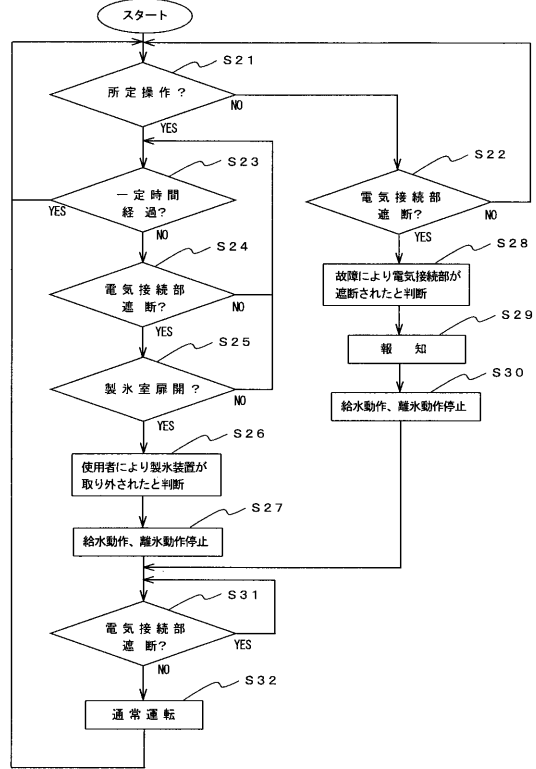 スタート
S21
所定操作？
NO
YES
S23
一定時間
経過？
YES
NO
S22
電気接続部
遮断？
NO
YES
S24
電気接続部
遮断？
NO
YES
S28
故障により電気接続部が
遮断されたと判断
S29
報知
S25
製氷室扉開？
NO
YES
S30
給水動作、離氷動作停止
S26
使用者により製氷装置が
取り外されたと判断
S27
給水動作、離氷動作停止
S31
電気接続部
遮断？
YES
NO
S32
通常運転